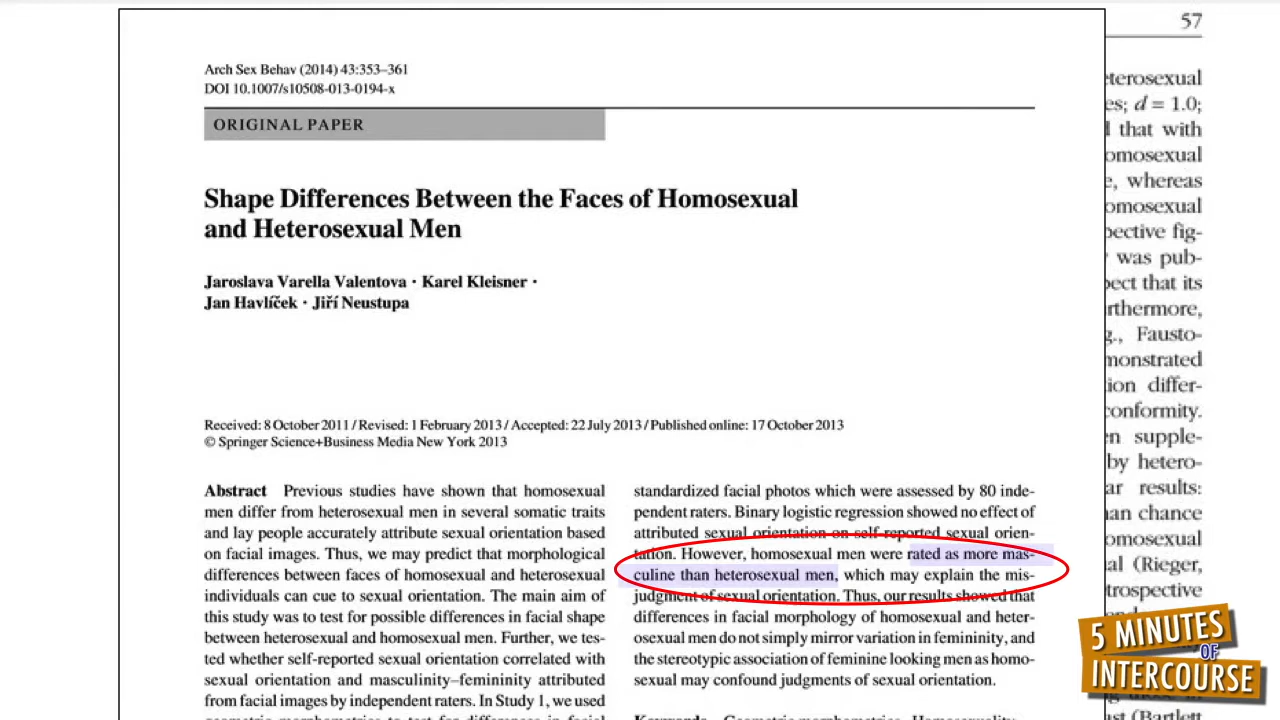 Arch Sex Behav (2014) 43:353–361
DOI 10.1007/s10508-013-0194-x
ORIGINAL PAPER
Shape Differences Between the Faces of Homosexual
and Heterosexual Men
Jaroslava Varella Valentova · Karel Kleisner ·
Jan Havlíček · Jiří Neustupa
Received: 8 October 2011 / Revised: 1 February 2013 / Accepted: 22 July 2013 / Published online: 17 October 2013
© Springer Science+Business Media New York 2013
Abstract Previous studies have shown that homosexual
men differ from heterosexual men in several somatic traits
and lay people accurately attribute sexual orientation based
on facial images. Thus, we may predict that morphological
differences between faces of homosexual and heterosexual
individuals can cue to sexual orientation. The main aim of
this study was to test for possible differences in facial shape
between heterosexual and homosexual men. Further, we tes-
ted whether self-reported sexual orientation correlated with
sexual orientation and masculinity–femininity attributed
from facial images by independent raters. In Study 1, we used
standardized facial photos which were assessed by 80 inde-
pendent raters. Binary logistic regression showed no effect of
attributed sexual orientation on self-reported sexual orien-
tation. However, homosexual men were rated as more mas-
culine than heterosexual men, which may explain the mis-
judgment of sexual orientation. Thus, our results showed that
differences in facial morphology of homosexual and heter-
osexual men do not simply mirror variation in femininity, and
the stereotypic association of feminine looking men as homo-
sexual may confound judgments of sexual orientation.
57
terosexual
es; d = 1.0;
that with
omosexual
e, whereas
omosexual
pective fig-
was pub-
pect that its
rthermore,
g., Fausto-
monstrated
ion differ-
conformity.
en supple-
by hetero-
ar results:
han chance
omosexual
al (Rieger,
trospective
5 MINUTES
OF
INTERCOURSE
ast (Bartlett